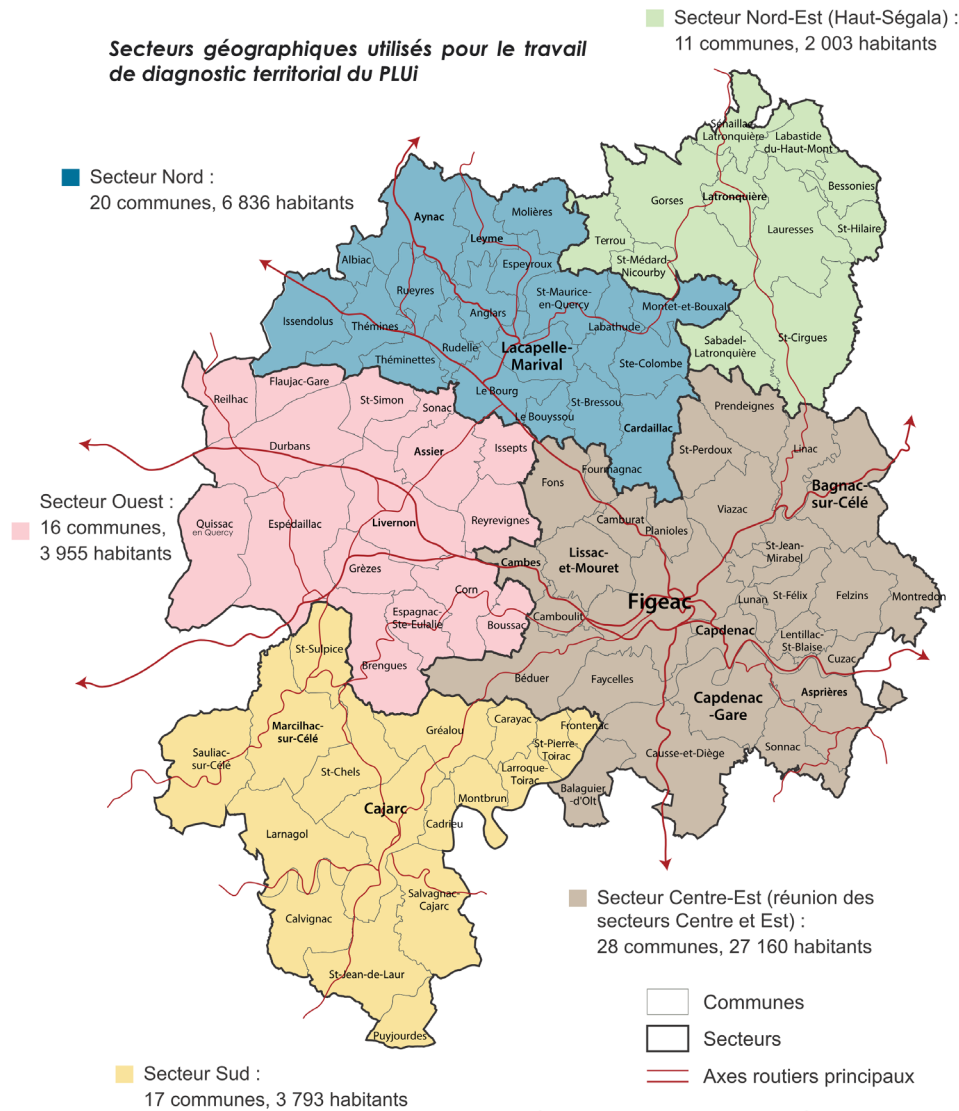 Secteurs géographiques utilisés pour le travail
de diagnostic territorial du PLUi
Secteur Nord-Est (Haut-Ségala) :
11 communes, 2 003 habitants
Secteur Nord :
20 communes, 6 836 habitants
Sénaillac-
Latronquière
Labastide
du-Haut-Mont
Bessonies
Gorses
Latronquière
Lauresses
St-Hilaire
Terrou
St-Médard-
Nicourby
Sabadel-
Latronquière
St-Cirgues
Aynac
Molières
Leyme
Albiac
Espeyroux
Rueyres
St-Maurice-
en-Quercy
Montet-et-Bouxal
Issendolus
Thémines
Anglars
Labathude
Rudelle
Lacapelle-
Marival
Théminettes
Ste-Colombe
Le Bourg
St-Bressou
Le Bouyssou
Cardaillac
Secteur Ouest :
16 communes,
3 955 habitants
Flaujac-Gare
Reilhac
St-Simon
Sonac
Durbans
Assier
Issepts
Quissac
en Quercy
Espédaillac
Livernon
Reyrevignes
Grèzes
Corn
Espagnac-
Ste-Eulalie
Boussac
Brengues
Prendeignes
St-Perdoux
Linac
Fourmagnac
Fons
Bagnac-
sur-Célé
Viazac
Camburat
Planioles
Lissac-
et-Mouret
Cambes
St-Jean-
Mirabel
Figeac
Lunan
St-Félix
Felzins
Montredon
Camboulit
Capdenac
Lentillac-
St-Blaise
Cuzac
Béduer
Faycelles
Capdenac
-Gare
Asprières
Causse-et-Diège
Sonnac
Balaguier-
d'Olt
St-Sulpice
Marcilhac-
sur-Célé
Sauliac-
sur-Célé
Gréalou
Carayac
Frontenac
St-Pierre-
Toirac
Larroque-
Toirac
St-Chels
Montbrun
Cajarc
Cadrieu
Larnagol
Salvagnac-
Cajarc
Calvignac
St-Jean-de-Laur
Puyjourdes
Secteur Centre-Est (réunion des
secteurs Centre et Est) :
28 communes, 27 160 habitants
Communes
Secteurs
Axes routiers principaux
Secteur Sud :
17 communes, 3 793 habitants